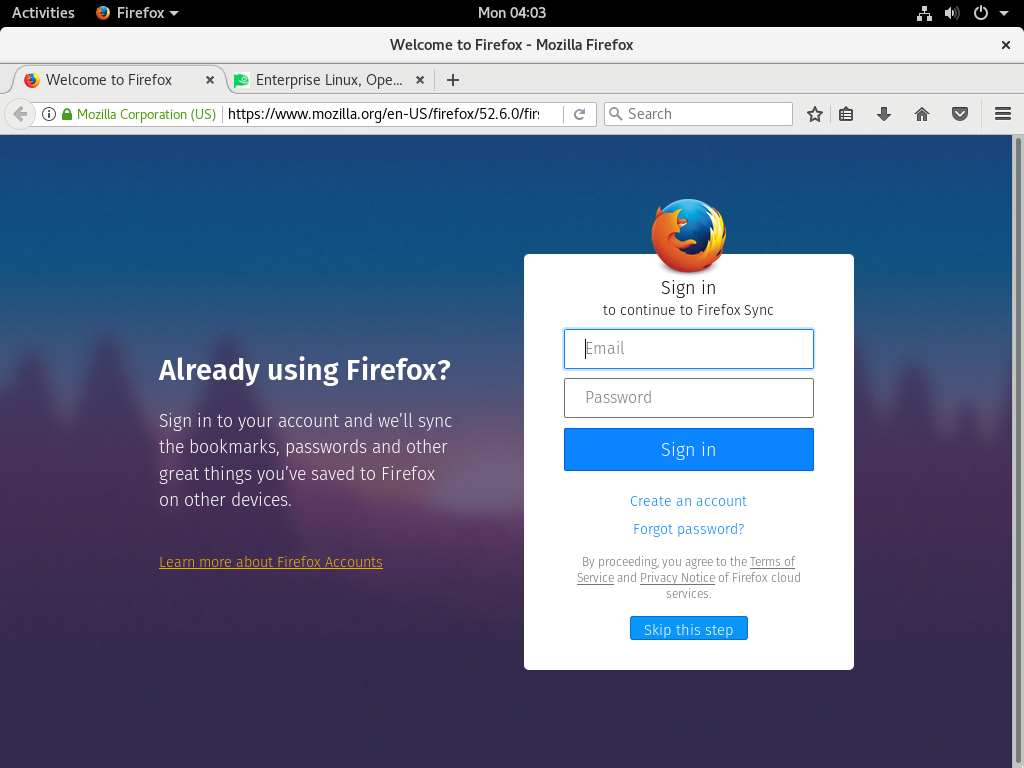 Activities Firefox Mon 04:03
Welcome to Firefox - Mozilla Firefox
Welcome to Firefox Enterprise Linux, Ope...
Mozilla Corporation (US) https://www.mozilla.org/en-US/firefox/52.6.0/firs Search
Sign in
to continue to Firefox Sync
Email
Password
Sign in
Create an account
Forgot password?
By proceeding, you agree to the Terms of
Service and Privacy Notice of Firefox cloud
services.
Skip this step
Already using Firefox?
Sign in to your account and we’ll sync
the bookmarks, passwords and other
great things you’ve saved to Firefox
on other devices.
Learn more about Firefox Accounts